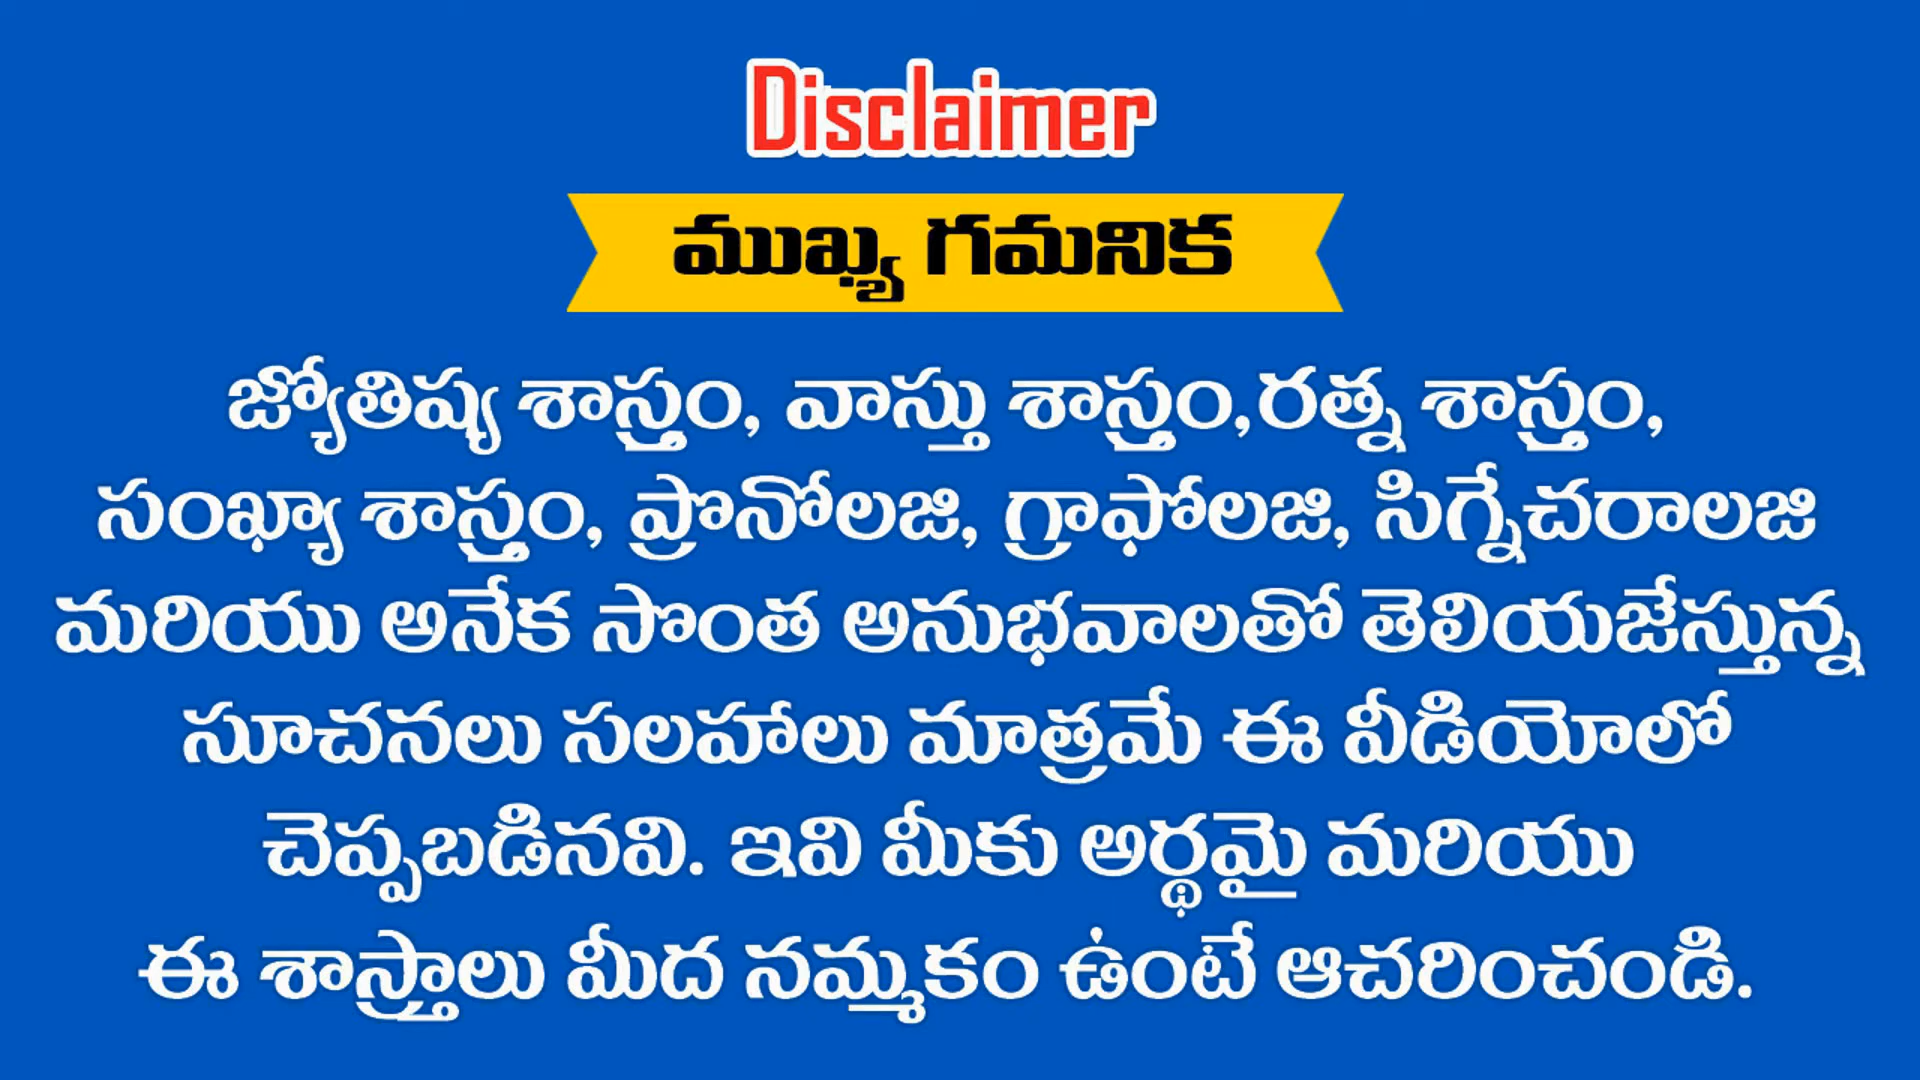 Disclaimer
ముఖ్య గమనిక
జ్యోతిష్య శాస్త్రం, వాస్తు శాస్త్రం,రత్న శాస్త్రం,
సంఖ్యా శాస్త్రం, ప్రొనోలజి, గ్రాఫోలజి, సిగ్నేచరాలజి
మరియు అనేక సొంత అనుభవాలతో తెలియజేస్తున్న
సూచనలు సలహాలు మాత్రమే ఈ వీడియోలో
చెప్పబడినవి. ఇవి మీకు అర్థమై మరియు
ఈ శాస్త్రాలు మీద నమ్మకం ఉంటే ఆచరించండి.